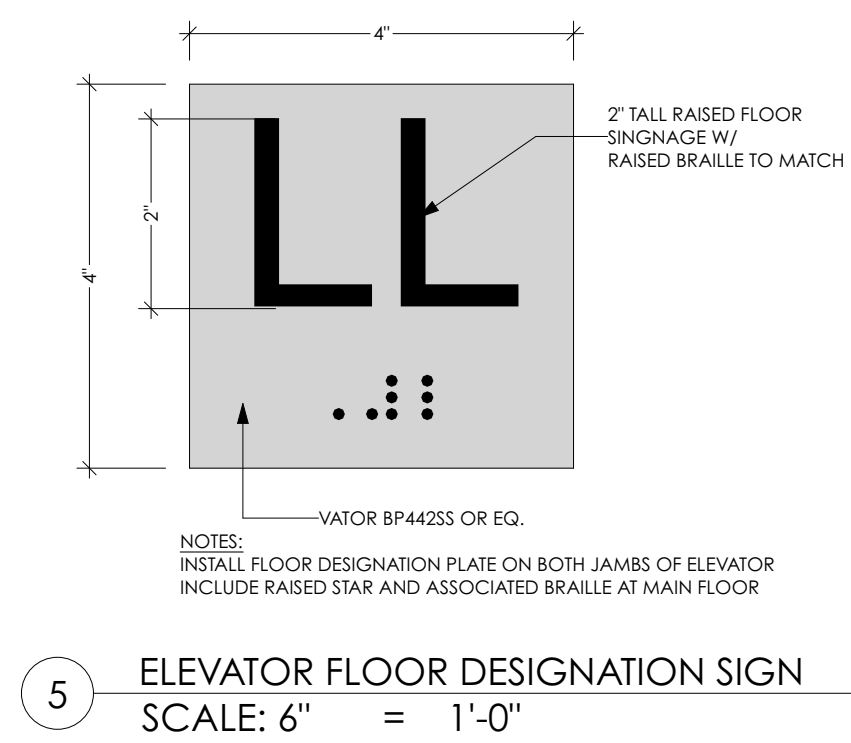 4"
2" TALL RAISED FLOOR
SINGNAGE W/
RAISED BRAILLE TO MATCH
LL
2"
4"
⠠⠠⠇⠇
VATOR BP442SS OR EQ.
NOTES:
INSTALL FLOOR DESIGNATION PLATE ON BOTH JAMBS OF ELEVATOR
INCLUDE RAISED STAR AND ASSOCIATED BRAILLE AT MAIN FLOOR
5
ELEVATOR FLOOR DESIGNATION SIGN
SCALE: 6" = 1'-0"